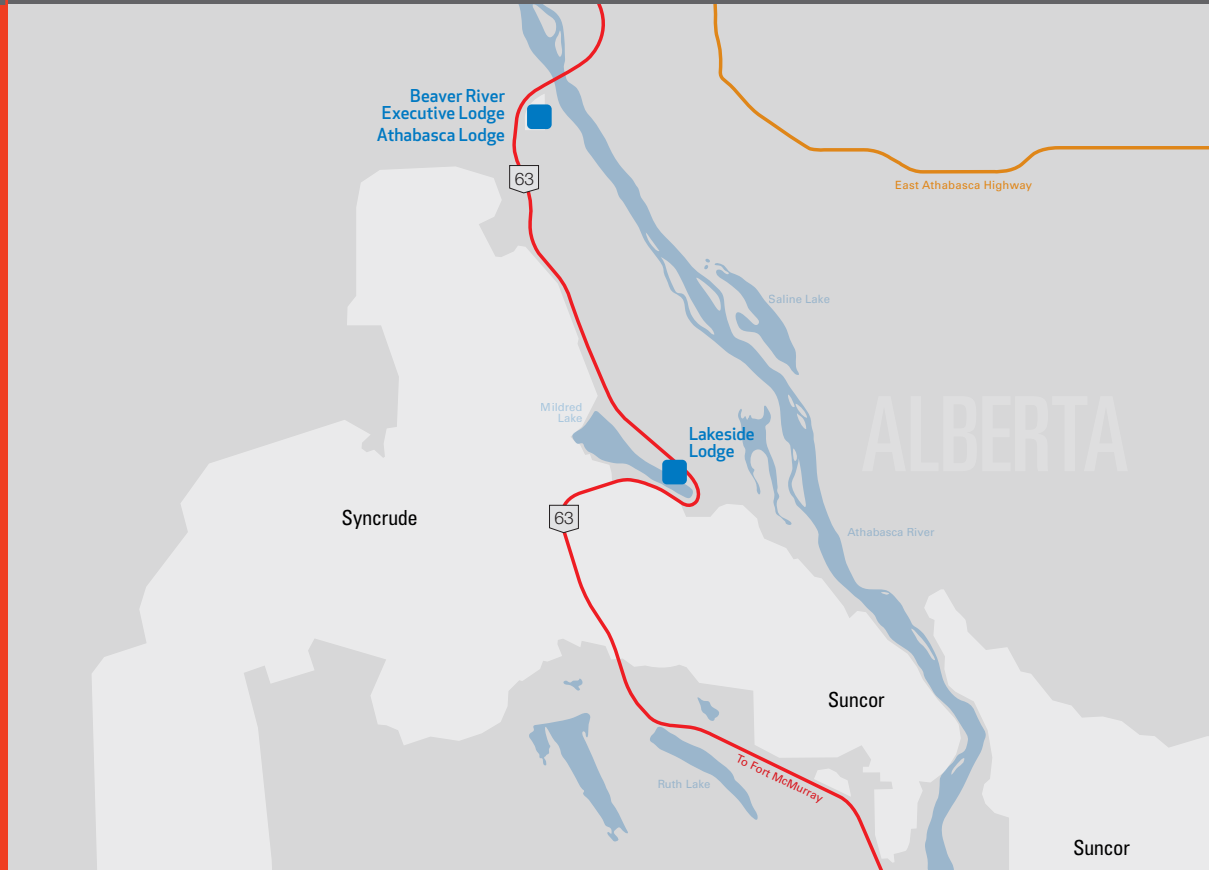 Beaver River
Executive Lodge
Athabasca Lodge
63
East Athabasca Highway
Saline Lake
Mildred
Lake
Lakeside
Lodge
ALBERTA
Syncrude
63
Athabasca River
Suncor
To Fort McMurray
Ruth Lake
Suncor